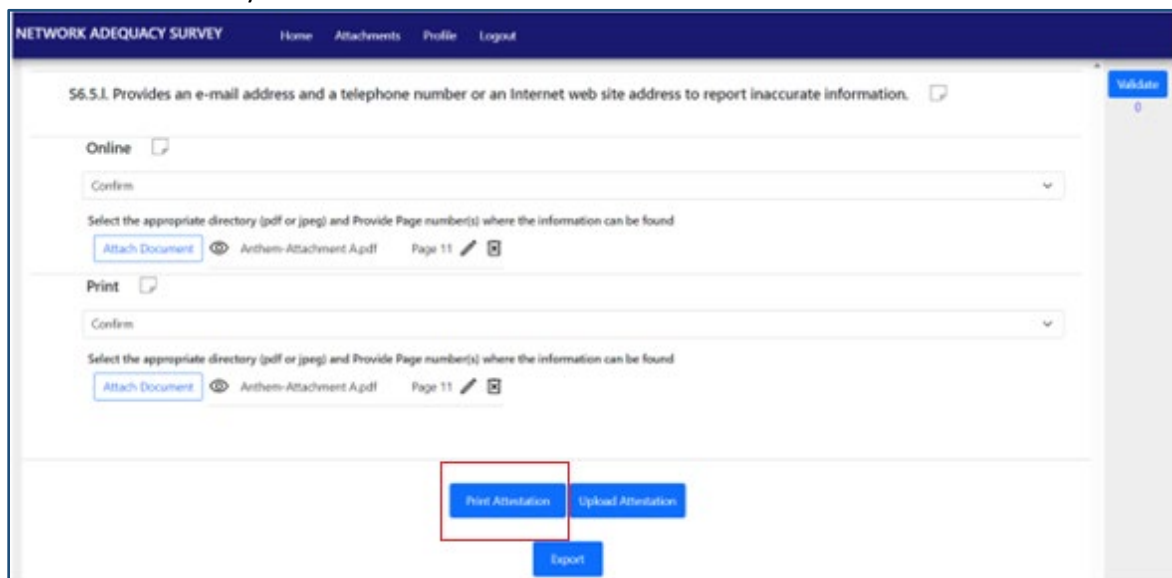 NETWORK ADEQUACY SURVEY Home Attachments Profile Logout
Validate
0
S6.5.l. Provides an e-mail address and a telephone number or an Internet web site address to report inaccurate information.
Online
Confirm
Select the appropriate directory (pdf or jpeg) and Provide Page number(s) where the information can be found
Attach Document Anthem-Attachment A.pdf Page 11
Print
Confirm
Select the appropriate directory (pdf or jpeg) and Provide Page number(s) where the information can be found
Attach Document Anthem-Attachment A.pdf Page 11
Print Attestation Upload Attestation
Export